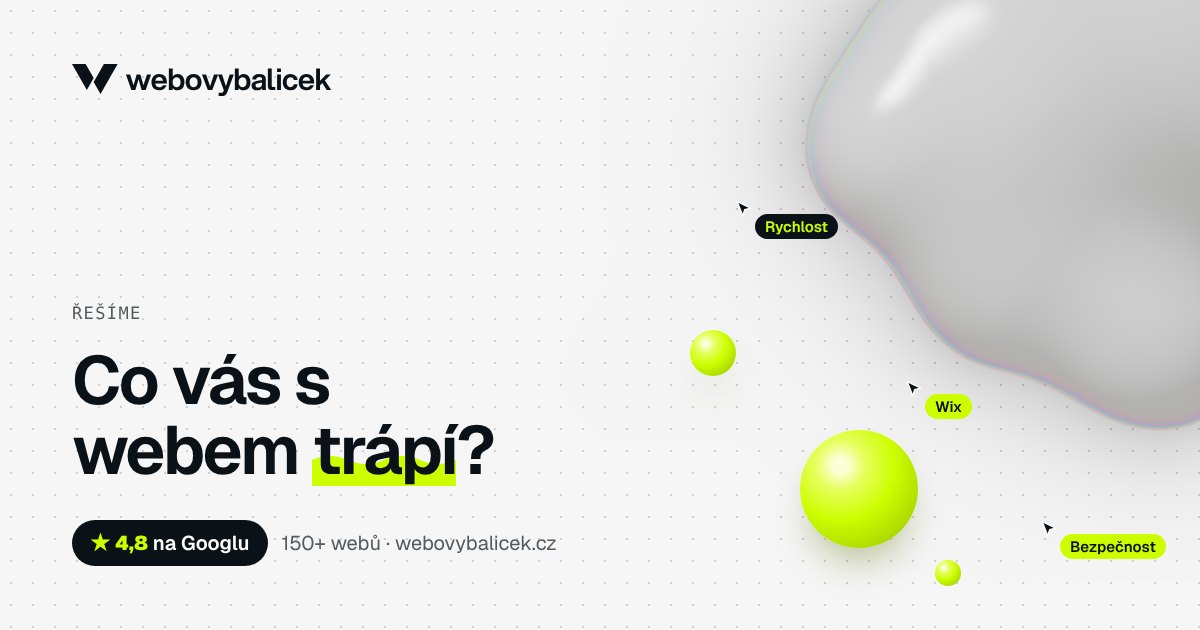 webovybalicek
Rychlost
ŘEŠÍME
Co vás s
webem trápí?
Wix
★ 4,8 na Googlu
150+ webů · webovybalicek.cz
Bezpečnost